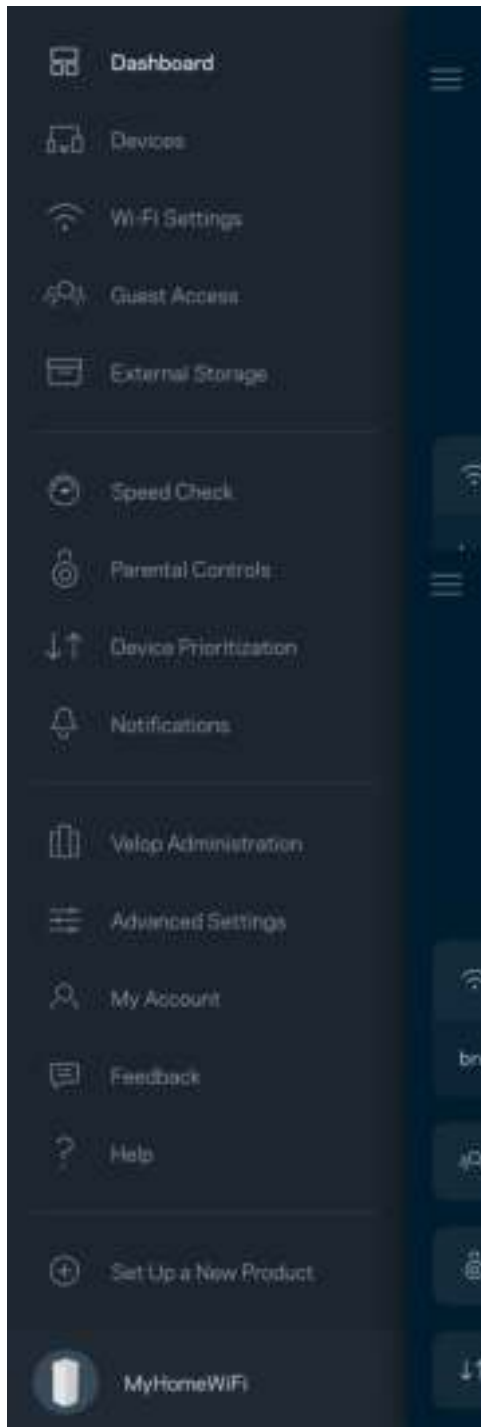 Dashboard
Devices
Wi-Fi Settings
Guest Access
External Storage
Speed Check
Parental Controls
Device Prioritization
Notifications
Velop Administration
Advanced Settings
My Account
Feedback
Help
Set Up a New Product
MyHomeWiFi
br